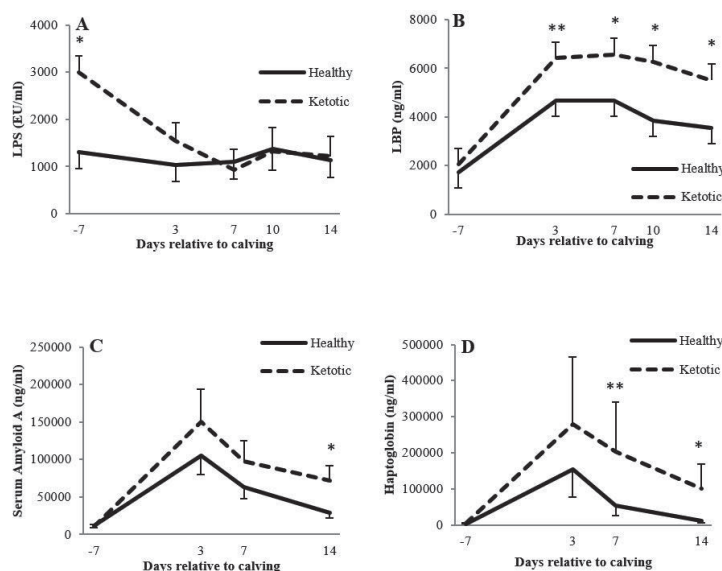 A
4000
3000
2000
1000
0
LPS (EU/ml)
*
Healthy
Ketotic
-7 3 7 10 14
Days relative to calving
B
8000
6000
4000
2000
0
LBP (ng/ml)
** * * *
Healthy
Ketotic
-7 3 7 10 14
Days relative to calving
C
250000
200000
150000
100000
50000
0
Serum Amyloid A (ng/ml)
*
Healthy
Ketotic
-7 3 7 14
Days relative to calving
D
500000
400000
300000
200000
100000
0
Haptoglobin (ng/ml)
** *
Healthy
Ketotic
-7 3 7 14
Days relative to calving